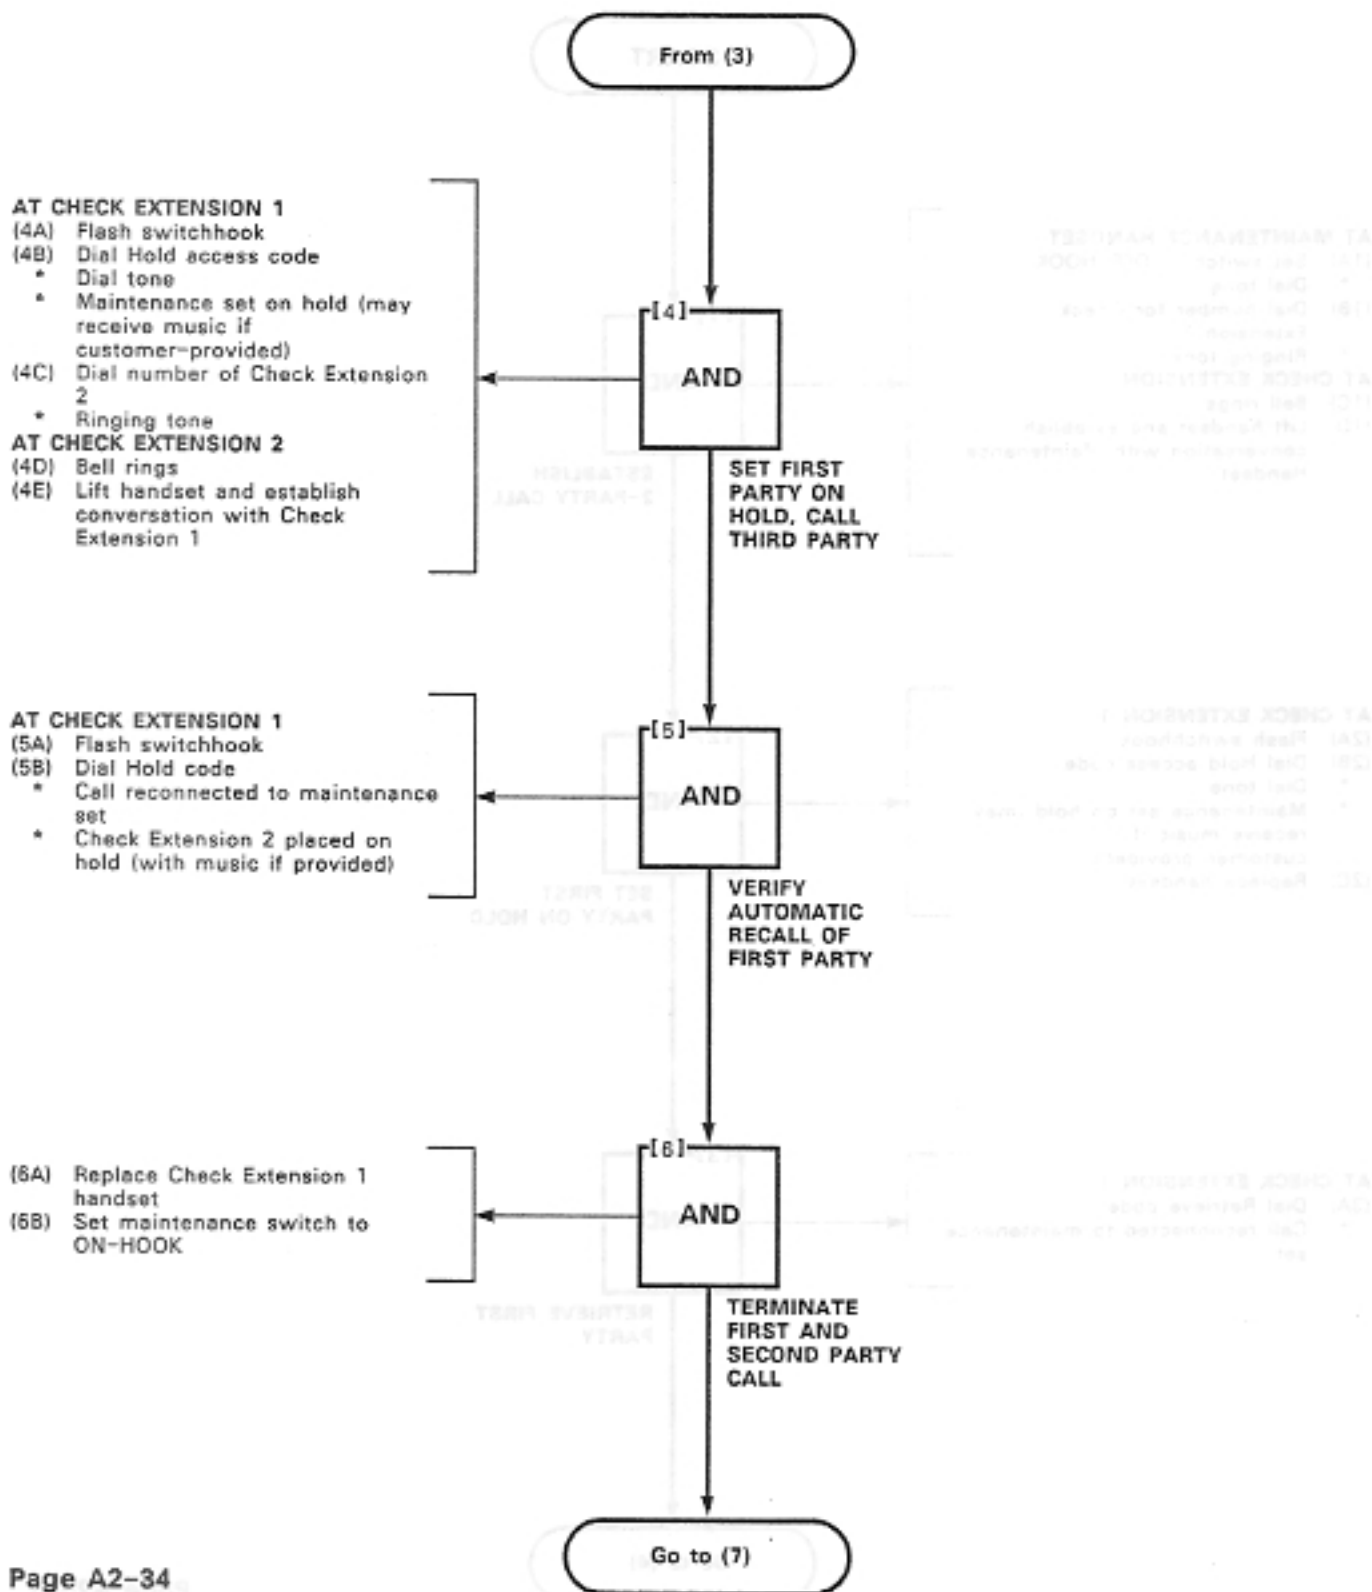 From (3)
AT CHECK EXTENSION 1
(4A) Flash switchhook
(4B) Dial Hold access code
* Dial tone
* Maintenance set on hold (may
receive music if
customer-provided)
(4C) Dial number of Check Extension
2
* Ringing tone
AT CHECK EXTENSION 2
(4D) Bell rings
(4E) Lift handset and establish
conversation with Check
Extension 1
[4]
AND
SET FIRST
PARTY ON
HOLD, CALL
THIRD PARTY
AT CHECK EXTENSION 1
(5A) Flash switchhook
(5B) Dial Hold code
* Call reconnected to maintenance
set
* Check Extension 2 placed on
hold (with music if provided)
[5]
AND
VERIFY
AUTOMATIC
RECALL OF
FIRST PARTY
(6A) Replace Check Extension 1
handset
(6B) Set maintenance switch to
ON-HOOK
[6]
AND
TERMINATE
FIRST AND
SECOND PARTY
CALL
Go to (7)
Page A2-34